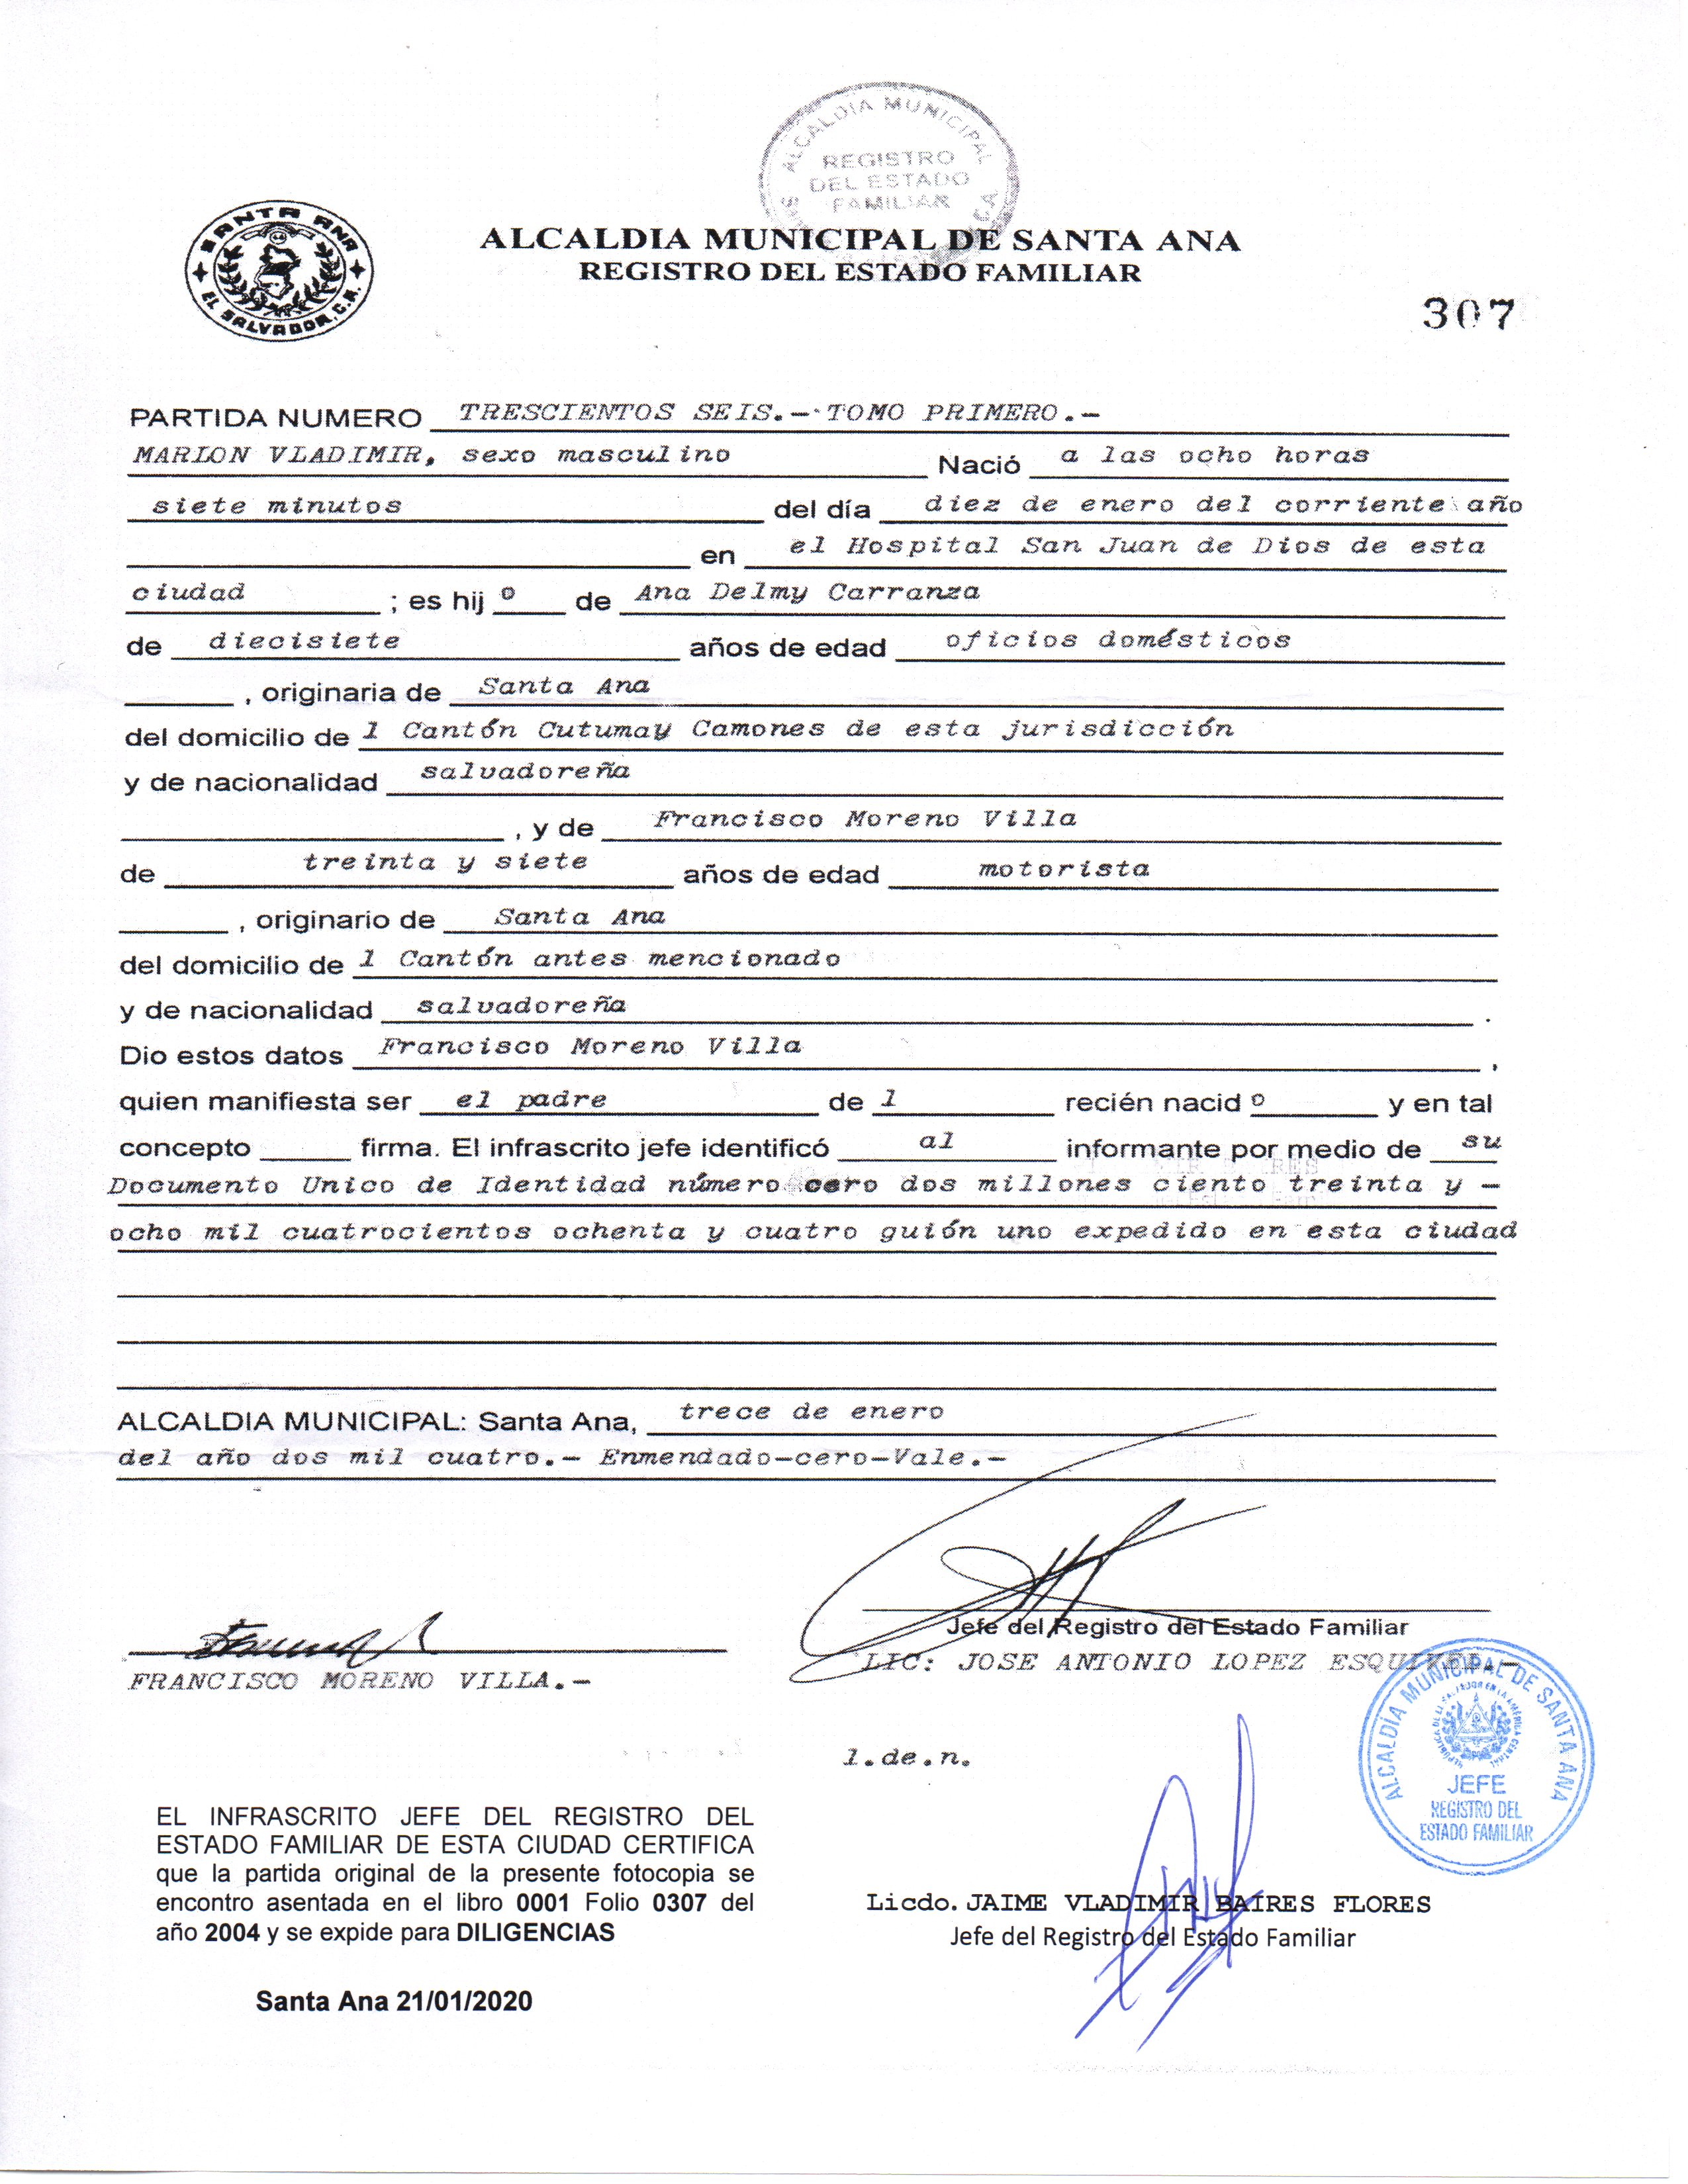 ALCALDÍA MUNICIPAL
REGISTRO
DEL ESTADO
FAMILIAR
SANTA ANA
EL SALVADOR, C.A.
ALCALDIA MUNICIPAL DE SANTA ANA
REGISTRO DEL ESTADO FAMILIAR
307
PARTIDA NUMERO TRESCIENTOS SEIS.- TOMO PRIMERO.-
MARLON VLADIMIR, sexo masculino Nació a las ocho horas
siete minutos del día diez de enero del corriente año
en el Hospital San Juan de Dios de esta
ciudad ; es hij o de Ana Delmy Carranza
de diecisiete años de edad oficios domésticos
, originaria de Santa Ana
del domicilio de l Cantón Cutumay Camones de esta jurisdicción
y de nacionalidad salvadoreña
, y de Francisco Moreno Villa
de treinta y siete años de edad motorista
, originario de Santa Ana
del domicilio de l Cantón antes mencionado
y de nacionalidad salvadoreña .
Dio estos datos Francisco Moreno Villa ,
quien manifiesta ser el padre de l recién nacid o y en tal
concepto firma. El infrascrito jefe identificó al informante por medio de su
Documento Unico de Identidad número cero dos millones ciento treinta y -
ocho mil cuatrocientos ochenta y cuatro guión uno expedido en esta ciudad
ALCALDIA MUNICIPAL: Santa Ana, trece de enero
del año dos mil cuatro.- Enmendado-cero-Vale.-
Jefe del Registro del Estado Familiar
LIC: JOSE ANTONIO LOPEZ ESQUIVEL.-
FRANCISCO MORENO VILLA.-
l.de.n.
ALCALDÍA MUNICIPAL DE SANTA ANA
REPÚBLICA DE EL SALVADOR EN LA AMÉRICA CENTRAL
JEFE
REGISTRO DEL
ESTADO FAMILIAR
EL INFRASCRITO JEFE DEL REGISTRO DEL
ESTADO FAMILIAR DE ESTA CIUDAD CERTIFICA
que la partida original de la presente fotocopia se
encontro asentada en el libro 0001 Folio 0307 del
año 2004 y se expide para DILIGENCIAS
Licdo. JAIME VLADIMIR BAIRES FLORES
Jefe del Registro del Estado Familiar
Santa Ana 21/01/2020